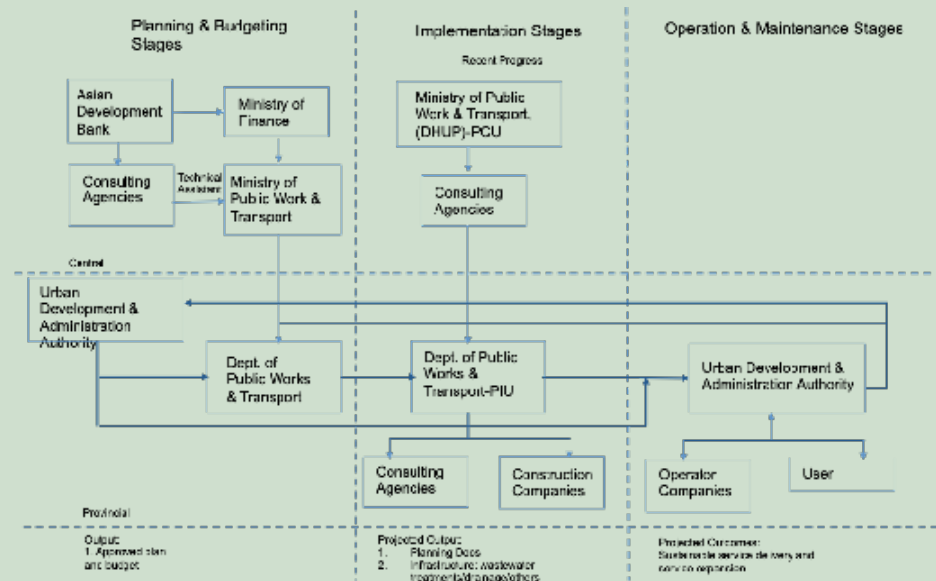 Planning & Budgeting
Stages
Implementation Stages
Operation & Maintenance Stages
Recent Progress
Asian
Development
Bank
Ministry of
Finance
Ministry of Public
Work & Transport.
(DHUP)-PCU
Consulting
Agencies
Technical
Assistent
Ministry of
Public Work &
Transport
Consulting
Agencies
Central
Urban
Development &
Administration
Authority
Dept. of
Public Works
& Transport
Dept. of Public
Works &
Transport-PIU
Urban Development &
Administration Authority
Consulting
Agencies
Construction
Companies
Operator
Companies
User
Provincial
Output:
1. Approved plan
and budget
Projected Output:
1. Planning Docs
2. Infrastructure: wastewater
treatments/drainage/others
Projected Outcomes:
Sustainable service delivery and
service expansion